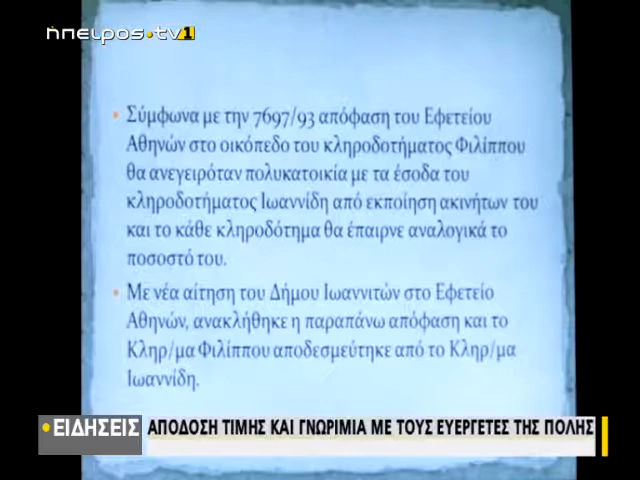 ήπειρος.tv1
• Σύμφωνα με την 7697/93 απόφαση του Εφετείου
Αθηνών στο οικόπεδο του κληροδοτήματος Φιλίππου
θα ανεγειρόταν πολυκατοικία με τα έσοδα του
κληροδοτήματος Ιωαννίδη από εκποίηση ακινήτων του
και το κάθε κληροδότημα θα έπαιρνε αναλογικά το
ποσοστό του.
• Με νέα αίτηση του Δήμου Ιωαννιτών στο Εφετείο
Αθηνών, ανακλήθηκε η παραπάνω απόφαση και το
Κληρ/μα Φιλίππου αποδεσμεύτηκε από το Κληρ/μα
Ιωαννίδη.
•ΕΙΔΗΣΕΙΣ ΑΠΟΔΟΣΗ ΤΙΜΗΣ ΚΑΙ ΓΝΩΡΙΜΙΑ ΜΕ ΤΟΥΣ ΕΥΕΡΓΕΤΕΣ ΤΗΣ ΠΟΛΗΣ